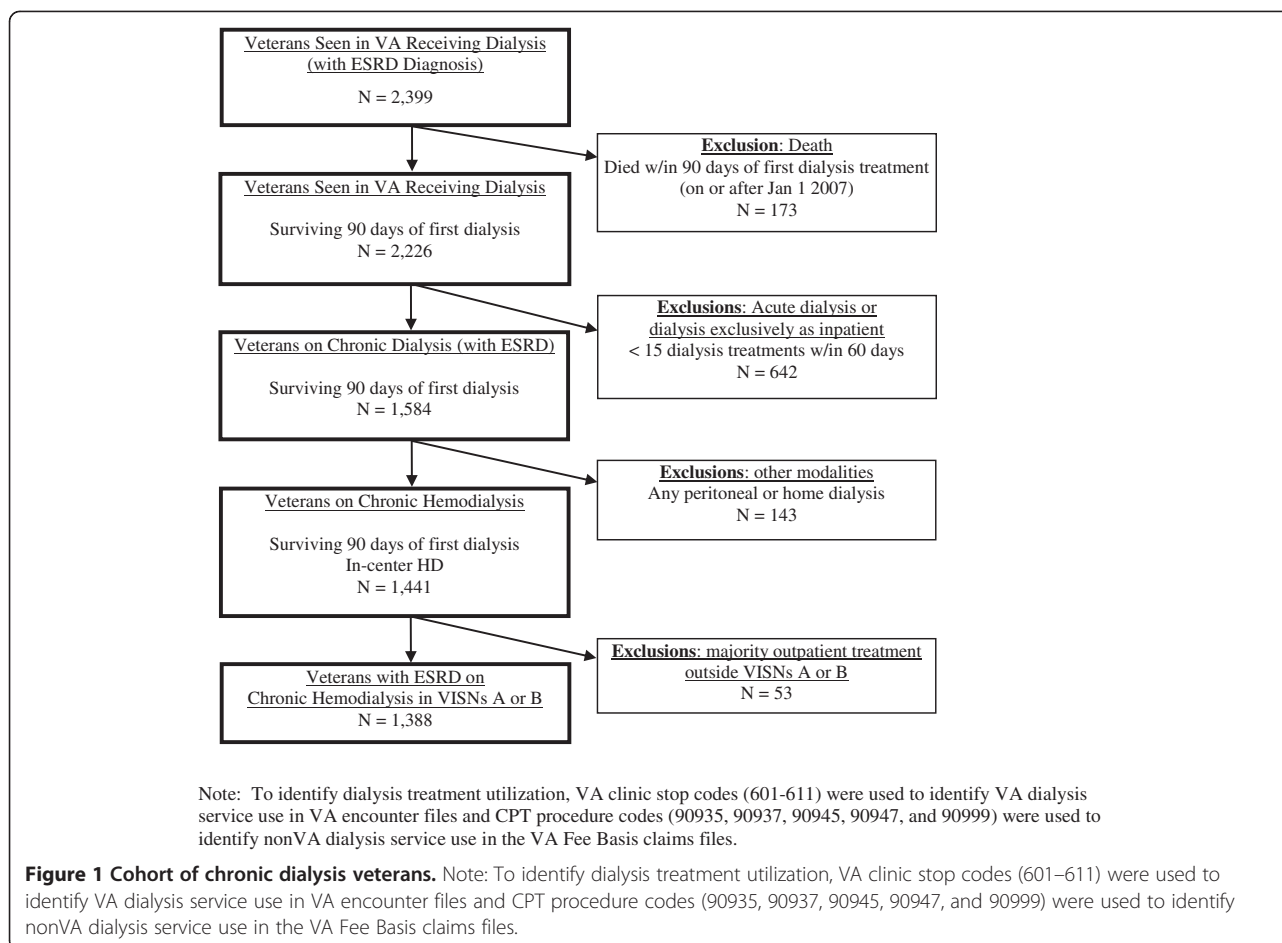 Veterans Seen in VA Receiving Dialysis
(with ESRD Diagnosis)
N = 2,399
Exclusion: Death
Died w/in 90 days of first dialysis treatment
(on or after Jan 1 2007)
N = 173
Veterans Seen in VA Receiving Dialysis
Surviving 90 days of first dialysis
N = 2,226
Exclusions: Acute dialysis or
dialysis exclusively as inpatient
< 15 dialysis treatments w/in 60 days
N = 642
Veterans on Chronic Dialysis (with ESRD)
Surviving 90 days of first dialysis
N = 1,584
Exclusions: other modalities
Any peritoneal or home dialysis
N = 143
Veterans on Chronic Hemodialysis
Surviving 90 days of first dialysis
In-center HD
N = 1,441
Exclusions: majority outpatient treatment
outside VISNs A or B
N = 53
Veterans with ESRD on
Chronic Hemodialysis in VISNs A or B
N = 1,388
Note: To identify dialysis treatment utilization, VA clinic stop codes (601-611) were used to identify VA dialysis
service use in VA encounter files and CPT procedure codes (90935, 90937, 90945, 90947, and 90999) were used to
identify nonVA dialysis service use in the VA Fee Basis claims files.
Figure 1 Cohort of chronic dialysis veterans. Note: To identify dialysis treatment utilization, VA clinic stop codes (601–611) were used to
identify VA dialysis service use in VA encounter files and CPT procedure codes (90935, 90937, 90945, 90947, and 90999) were used to identify
nonVA dialysis service use in the VA Fee Basis claims files.